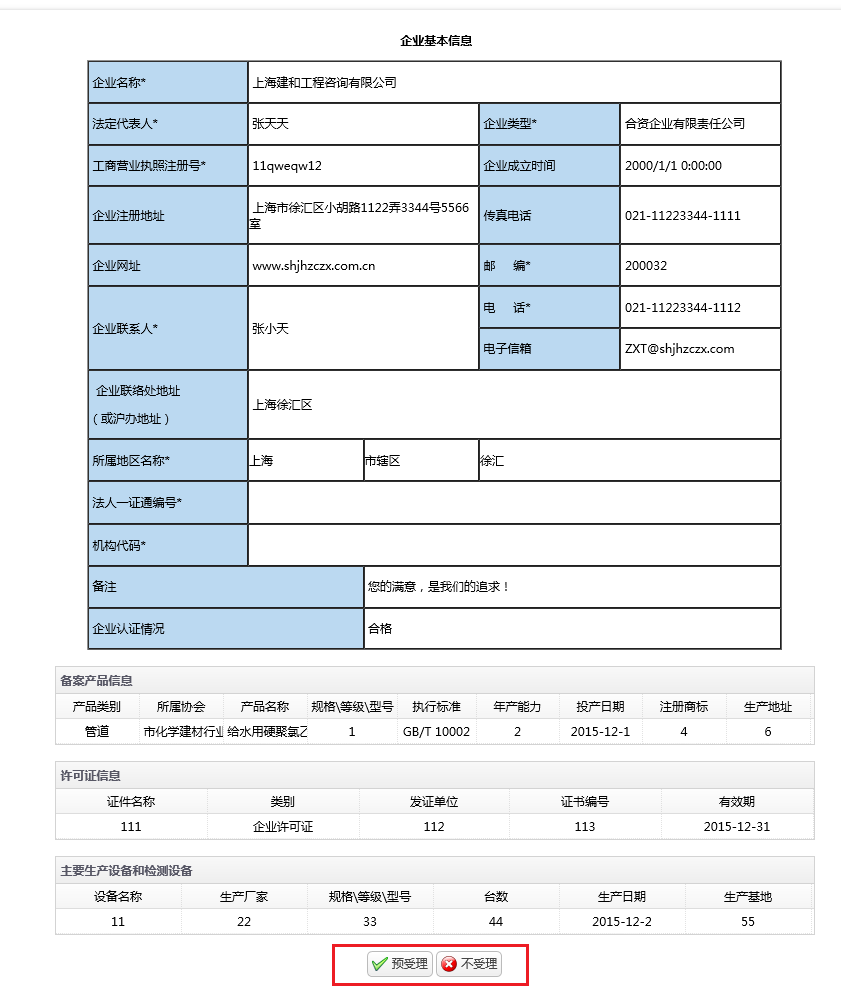 企业基本信息
企业名称* 上海建和工程咨询有限公司
法定代表人* 张天天 企业类型* 合资企业有限责任公司
工商营业执照注册号* 11qweqw12 企业成立时间 2000/1/1 0:00:00
企业注册地址 上海市徐汇区小胡路1122弄3344号5566
室 传真电话 021-11223344-1111
企业网址 www.shjhzczx.com.cn 邮 编* 200032
企业联系人* 张小天 电 话* 021-11223344-1112
电子信箱 ZXT@shjhzczx.com
企业联络处地址
（或沪办地址） 上海徐汇区
所属地区名称* 上海 市辖区 徐汇
法人一证通编号*
机构代码*
备注 您的满意，是我们的追求！
企业认证情况 合格
备案产品信息
产品类别 所属协会 产品名称 规格\等级\型号 执行标准 年产能力 投产日期 注册商标 生产地址
管道 市化学建材行业 给水用硬聚氯乙 1 GB/T 10002 2 2015-12-1 4 6
许可证信息
证件名称 类别 发证单位 证书编号 有效期
111 企业许可证 112 113 2015-12-31
主要生产设备和检测设备
设备名称 生产厂家 规格\等级\型号 台数 生产日期 生产基地
11 22 33 44 2015-12-2 55
预受理 不受理